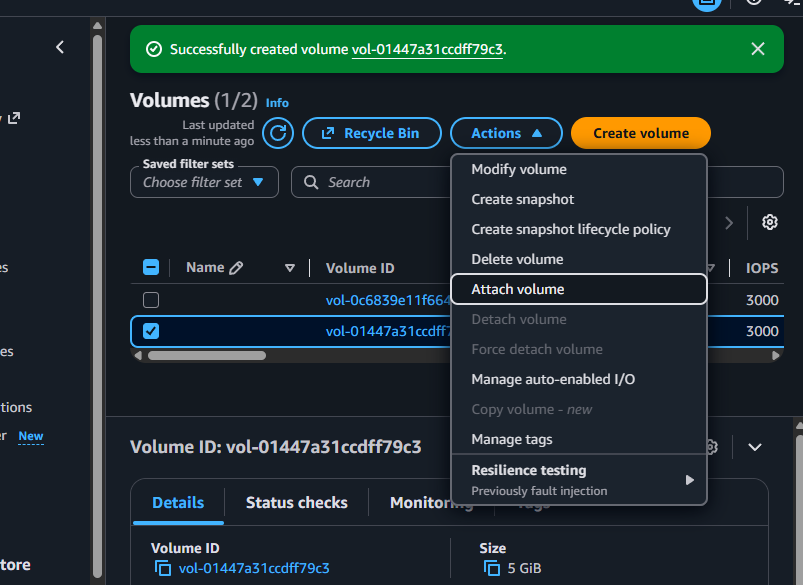 Successfully created volume vol-01447a31ccdff79c3.
Volumes (1/2) Info
Last updated
less than a minute ago
Recycle Bin
Actions
Create volume
Saved filter sets
Choose filter set
Search
Modify volume
Create snapshot
Create snapshot lifecycle policy
Delete volume
Attach volume
Detach volume
Force detach volume
Manage auto-enabled I/O
Copy volume - new
Manage tags
Resilience testing
Previously fault injection
Name
Volume ID
IOPS
vol-0c6839e11f664
3000
vol-01447a31ccdff7
3000
es
es
tions
r New
tore
Volume ID: vol-01447a31ccdff79c3
Details
Status checks
Monitoring
Tags
Volume ID
Size
vol-01447a31ccdff79c3
5 GiB